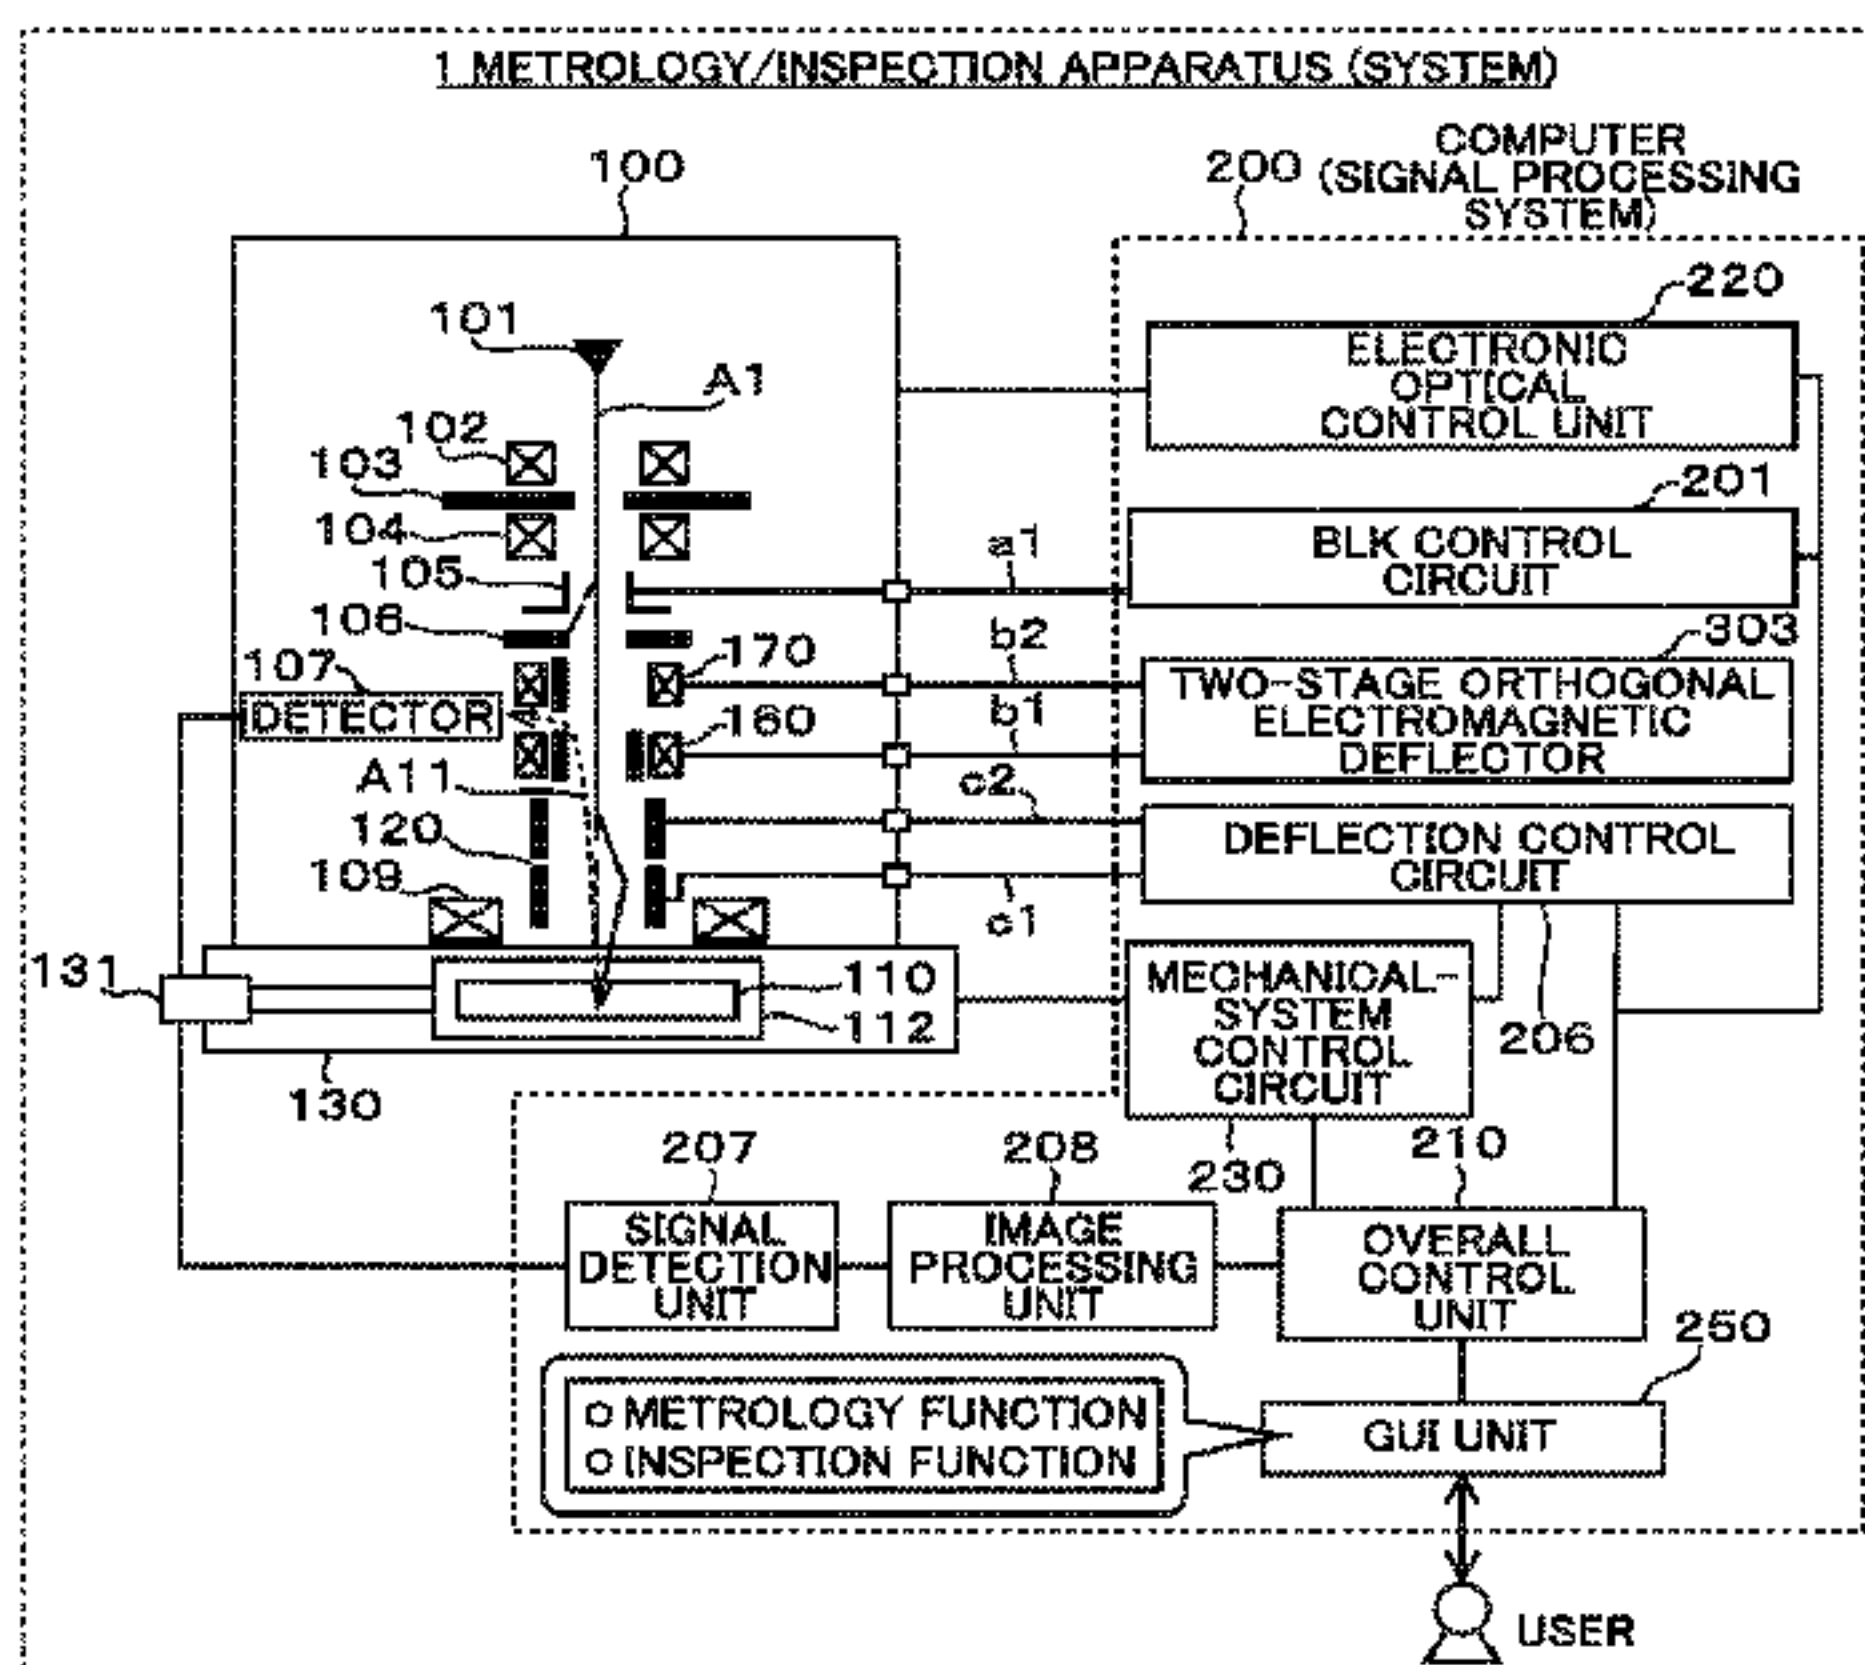 1 METROLOGY/INSPECTION APPARATUS (SYSTEM)
COMPUTER
(SIGNAL PROCESSING
SYSTEM)
100
200
220
101
A1
ELECTRONIC
OPTICAL
CONTROL UNIT
102
103
104
201
BLK CONTROL
CIRCUIT
a1
105
106
b2
303
107
170
TWO-STAGE ORTHOGONAL
ELECTROMAGNETIC
DEFLECTOR
DETECTOR
b1
160
A11
c2
120
DEFLECTION CONTROL
CIRCUIT
109
c1
131
110
112
MECHANICAL-
SYSTEM
CONTROL
CIRCUIT
206
130
207
208
230
210
SIGNAL
DETECTION
UNIT
IMAGE
PROCESSING
UNIT
OVERALL
CONTROL
UNIT
250
METROLOGY FUNCTION
INSPECTION FUNCTION
GUI UNIT
USER